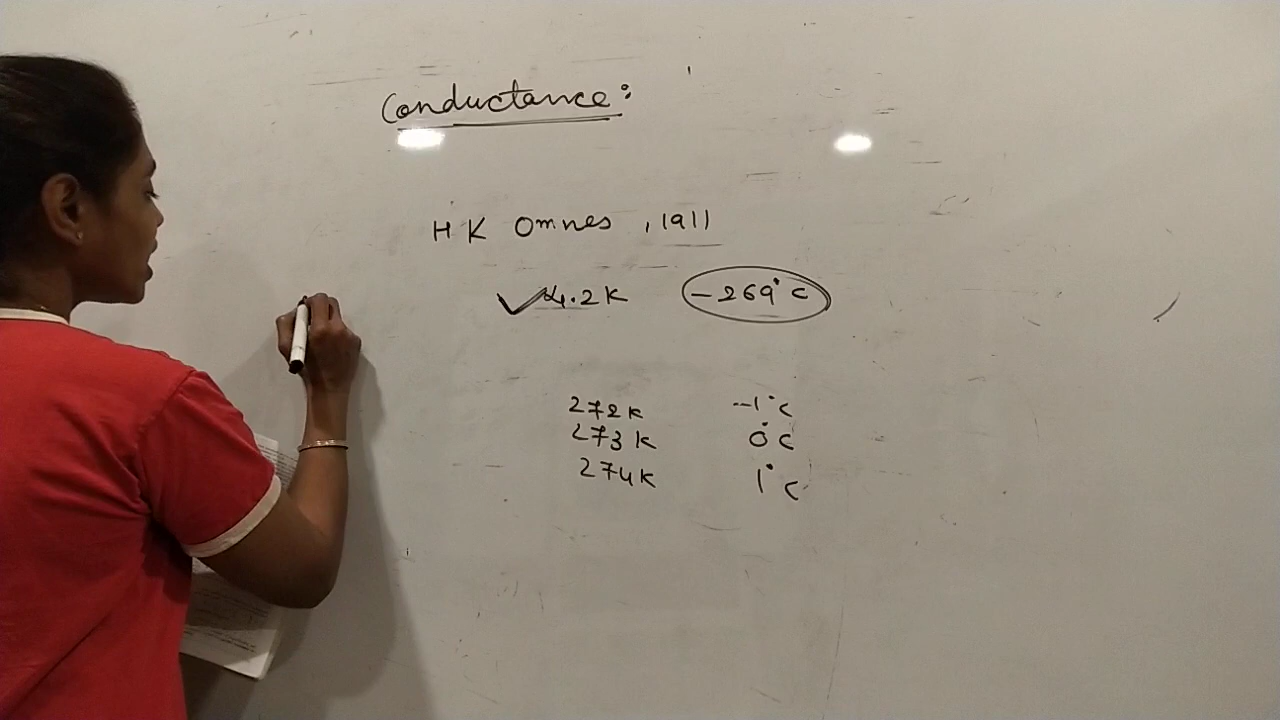 Conductance:
H K Omnes , 1911
4.2K -269°C
272K -1°C
273K 0°C
274K 1°C